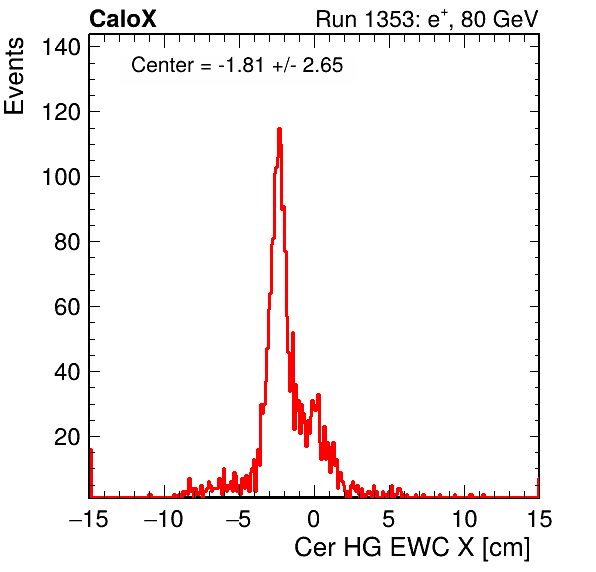 CaloX Run 1353: e⁺, 80 GeV
Center = -1.81 +/- 2.65
Events
140
120
100
80
60
40
20
−15 −10 −5 0 5 10 15
Cer HG EWC X [cm]